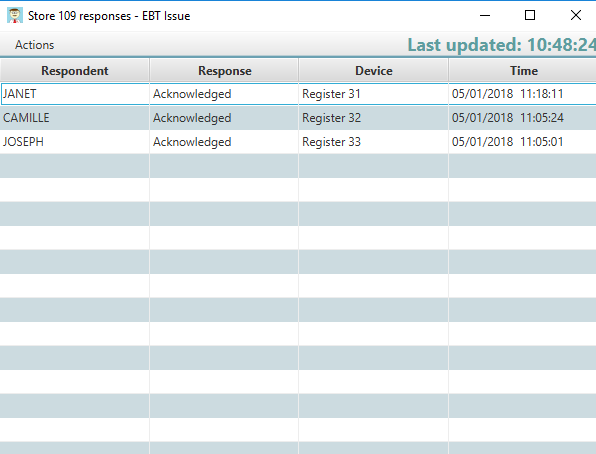 Store 109 responses - EBT Issue
Actions Last updated: 10:48:24
Respondent Response Device Time
JANET Acknowledged Register 31 05/01/2018 11:18:11
CAMILLE Acknowledged Register 32 05/01/2018 11:05:24
JOSEPH Acknowledged Register 33 05/01/2018 11:05:01